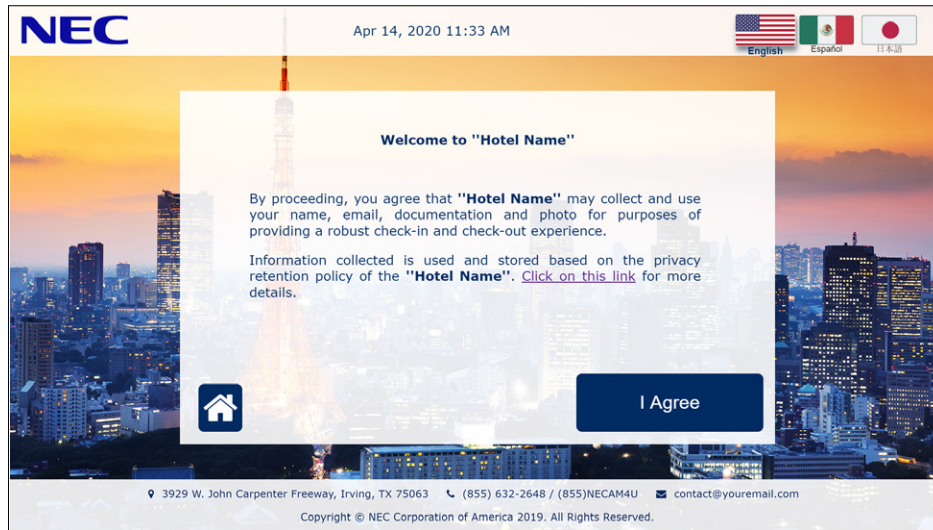 NEC
Apr 14, 2020 11:33 AM
English
Español
日本語
Welcome to ''Hotel Name''
By proceeding, you agree that ''Hotel Name'' may collect and use
your name, email, documentation and photo for purposes of
providing a robust check-in and check-out experience.
Information collected is used and stored based on the privacy
retention policy of the ''Hotel Name''. Click on this link for more
details.
I Agree
3929 W. John Carpenter Freeway, Irving, TX 75063 (855) 632-2648 / (855)NECAM4U contact@youremail.com
Copyright © NEC Corporation of America 2019. All Rights Reserved.